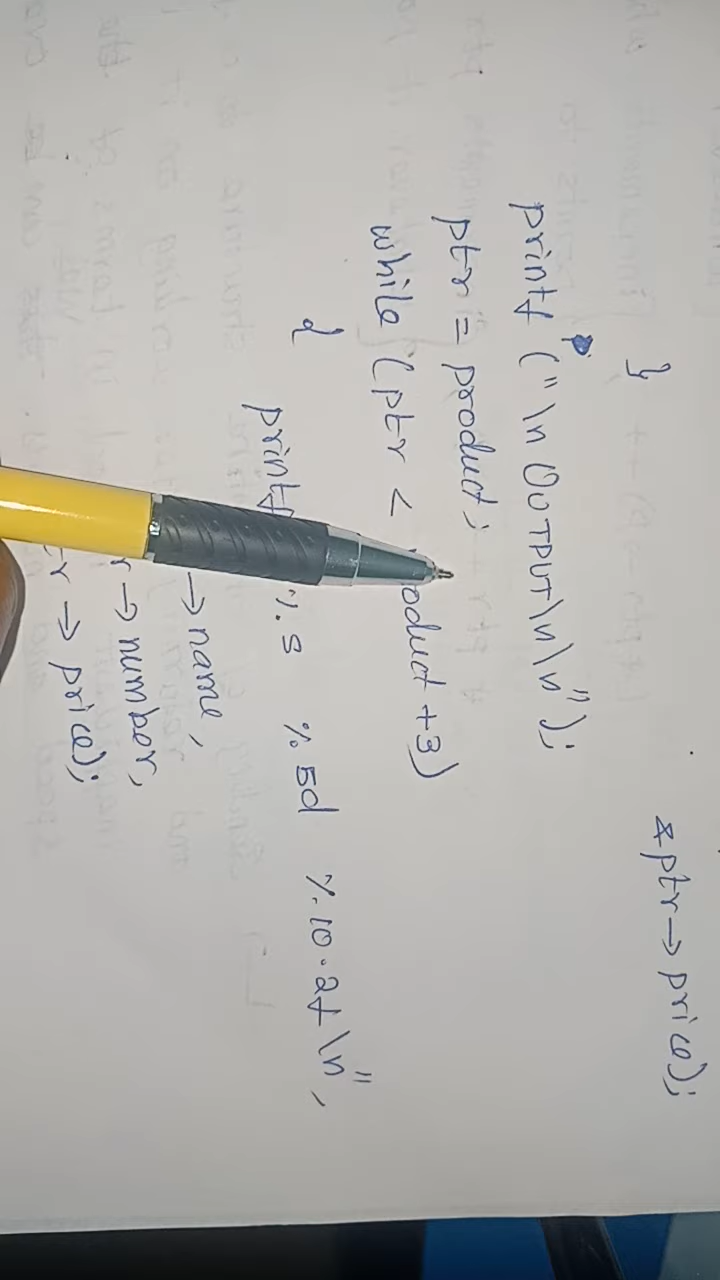 &ptr→price);
}
printf ("\n OUTPUT\n\n");
ptr = product;
while (ptr < oduct +3)
{
printf %.s %.5d %.10.2f \n",
→name,
r →number,
r → price);